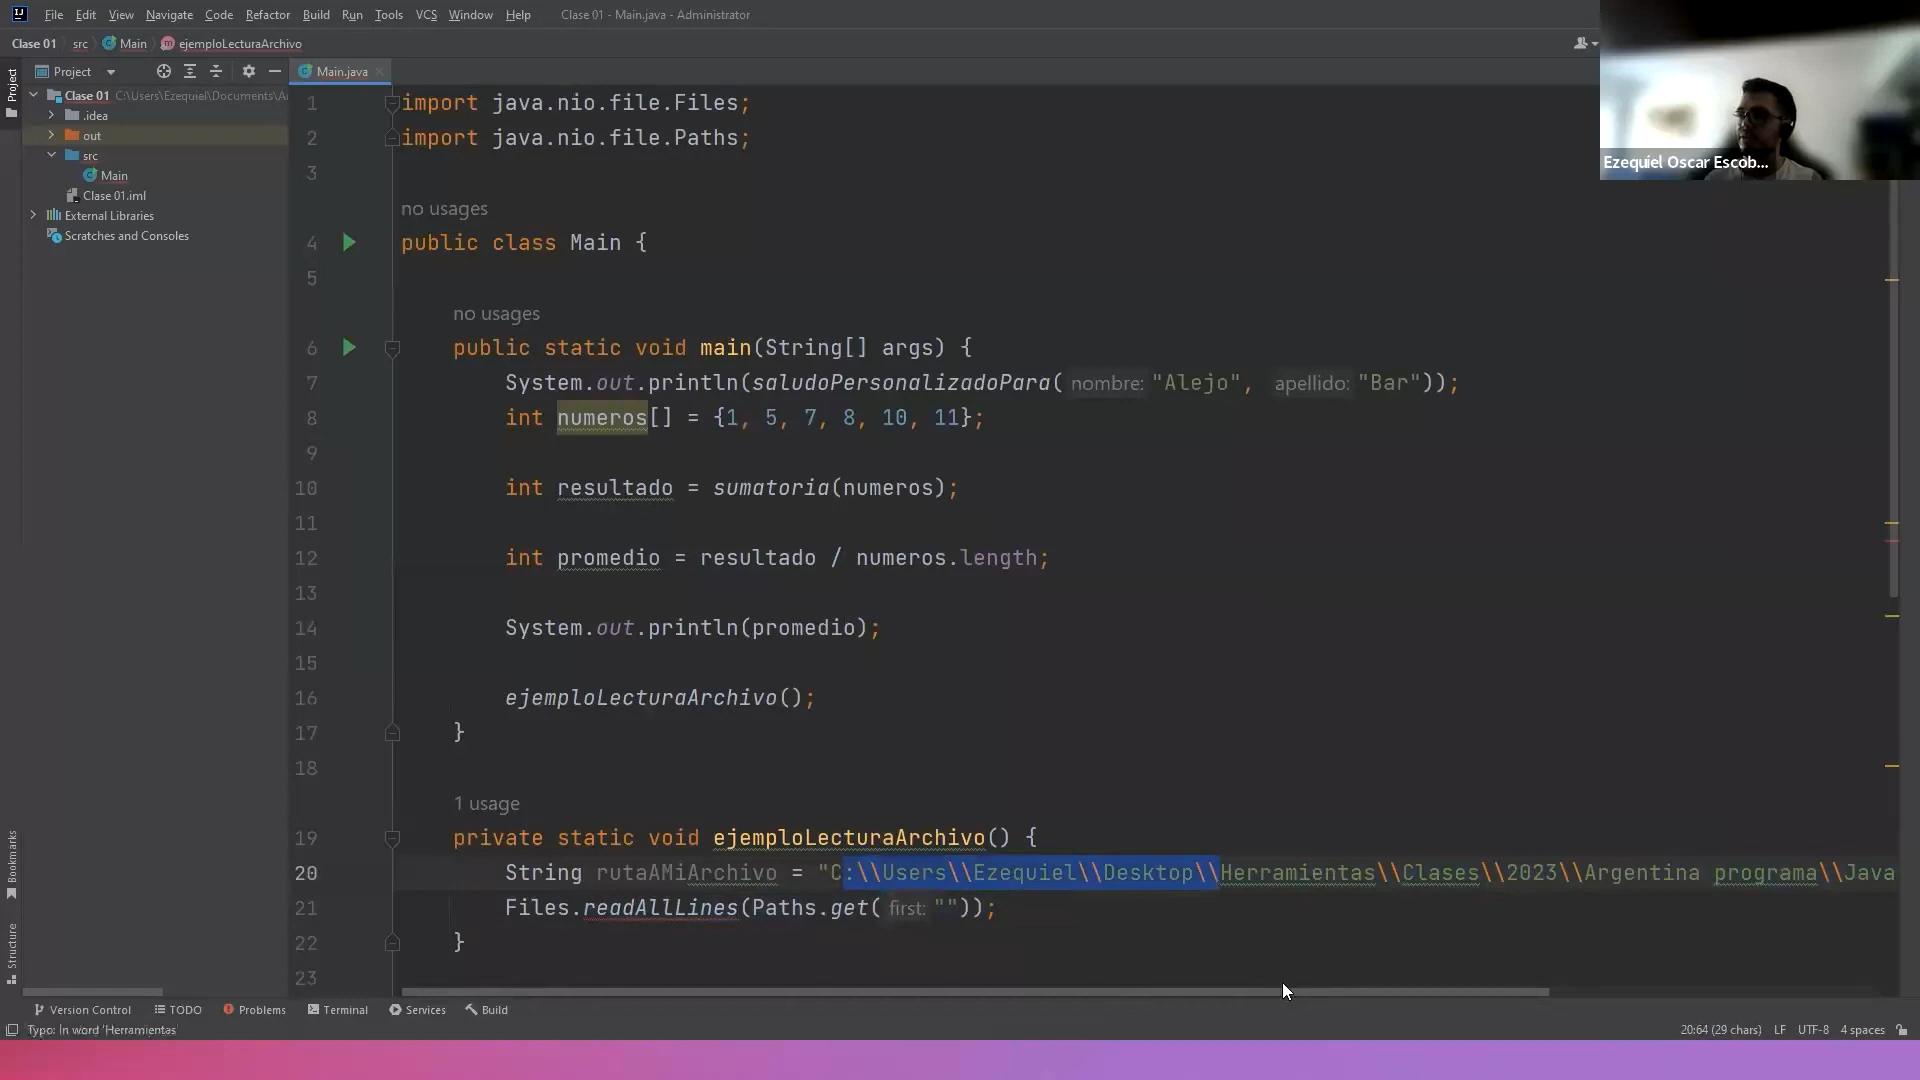 File Edit View Navigate Code Refactor Build Run Tools VCS Window Help Clase 01 - Main.java - Administrator
Clase 01 src Main ejemploLecturaArchivo
Project
Main.java
Project
Clase 01 C:\Users\Ezequiel\Documents\
.idea
out
src
Main
Clase 01.iml
External Libraries
Scratches and Consoles
Ezequiel Oscar Escob...
1 import java.nio.file.Files;
2 import java.nio.file.Paths;
3
no usages
4 public class Main {
5
no usages
6 public static void main(String[] args) {
7 System.out.println(saludoPersonalizadoPara( nombre: "Alejo", apellido: "Bar"));
8 int numeros[] = {1, 5, 7, 8, 10, 11};
9
10 int resultado = sumatoria(numeros);
11
12 int promedio = resultado / numeros.length;
13
14 System.out.println(promedio);
15
16 ejemploLecturaArchivo();
17 }
18
1 usage
19 private static void ejemploLecturaArchivo() {
20 String rutaAMiArchivo = "C:\\Users\\Ezequiel\\Desktop\\Herramientas\\Clases\\2023\\Argentina programa\\Java
21 Files.readAllLines(Paths.get( first: ""));
22 }
23
Bookmarks
Structure
Version Control TODO Problems Terminal Services Build
Typo: In word 'Herramientas' 20:64 (29 chars) LF UTF-8 4 spaces